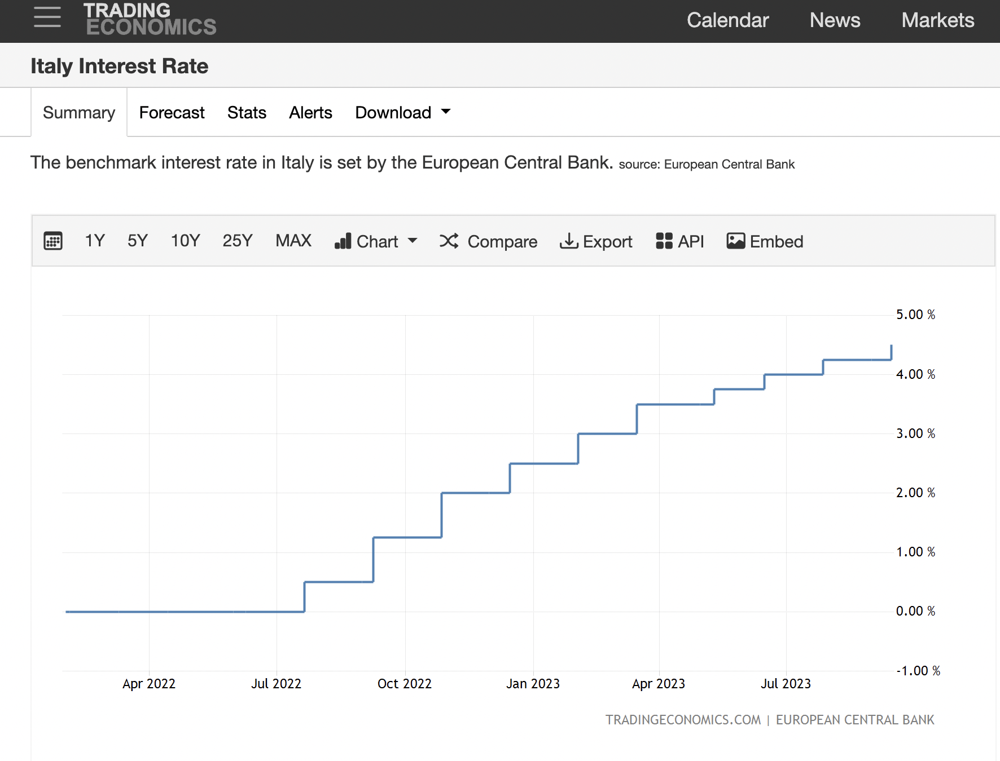 TRADING
ECONOMICS
Calendar News Markets
Italy Interest Rate
Summary Forecast Stats Alerts Download
The benchmark interest rate in Italy is set by the European Central Bank. source: European Central Bank
1Y 5Y 10Y 25Y MAX Chart Compare Export API Embed
5.00 %
4.00 %
3.00 %
2.00 %
1.00 %
0.00 %
-1.00 %
Apr 2022 Jul 2022 Oct 2022 Jan 2023 Apr 2023 Jul 2023
TRADINGECONOMICS.COM | EUROPEAN CENTRAL BANK